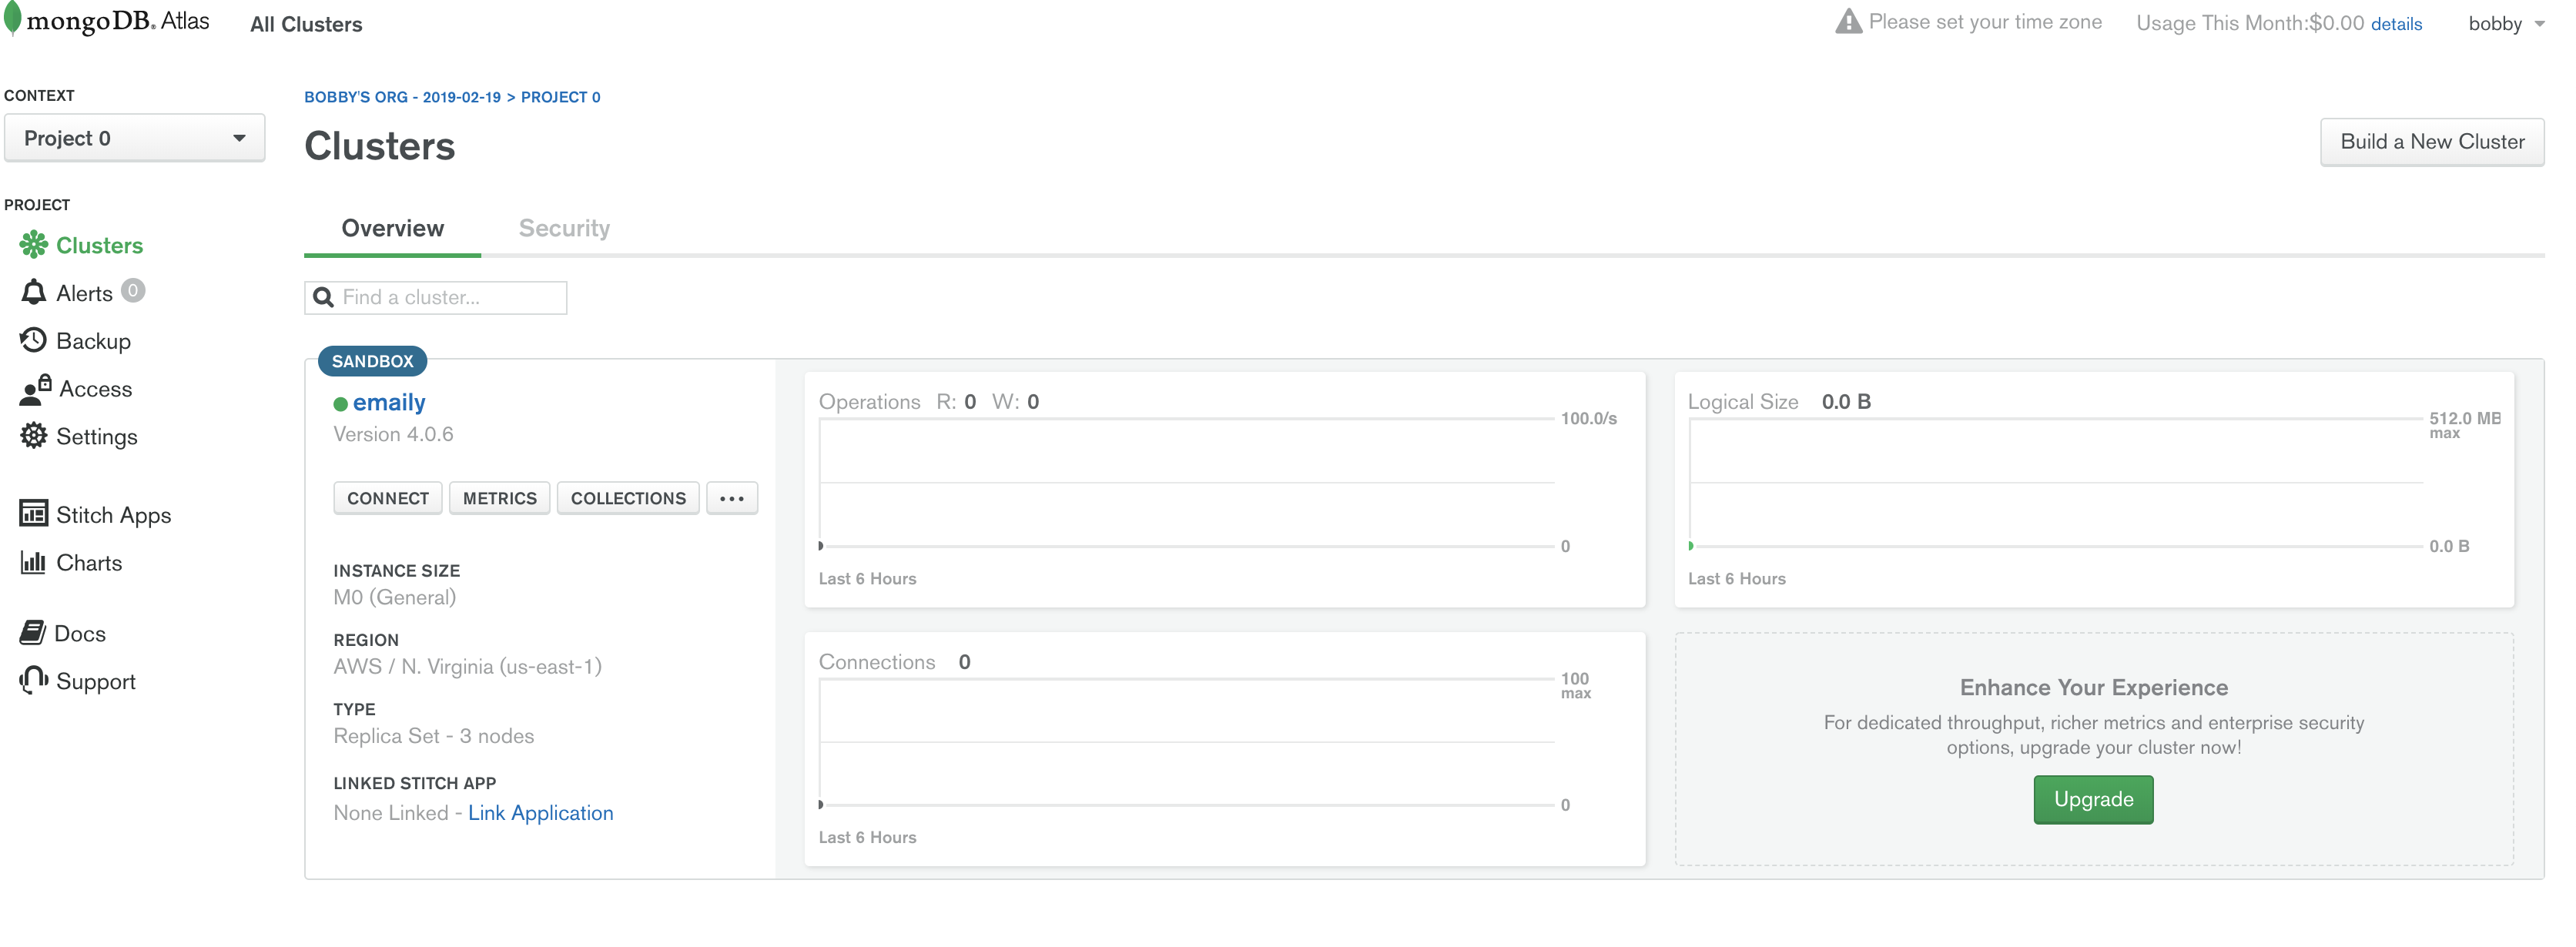 mongoDB. Atlas All Clusters Please set your time zone Usage This Month:$0.00 details bobby
CONTEXT
Project 0
PROJECT
Clusters
Alerts 0
Backup
Access
Settings
Stitch Apps
Charts
Docs
Support
BOBBY'S ORG - 2019-02-19 > PROJECT 0
Clusters
Build a New Cluster
Overview Security
Find a cluster...
SANDBOX
emaily
Version 4.0.6
CONNECT METRICS COLLECTIONS ...
INSTANCE SIZE
M0 (General)
REGION
AWS / N. Virginia (us-east-1)
TYPE
Replica Set - 3 nodes
LINKED STITCH APP
None Linked - Link Application
Operations R: 0 W: 0
100.0/s
0
Last 6 Hours
Logical Size 0.0 B
512.0 MB
max
0.0 B
Last 6 Hours
Connections 0
100
max
0
Last 6 Hours
Enhance Your Experience
For dedicated throughput, richer metrics and enterprise security
options, upgrade your cluster now!
Upgrade